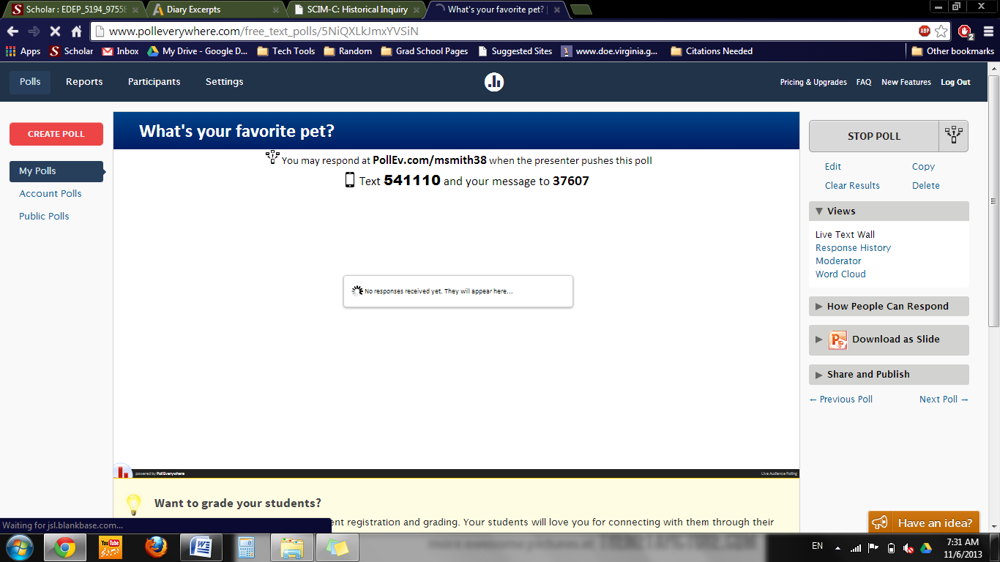 Scholar : EDEP_5194_9755
Diary Excerpts
SCIM-C: Historical Inquiry
What's your favorite pet? |
www.polleverywhere.com/free_text_polls/5NiQXLkJmxYVSiN
ABP
2
Apps
Scholar
Inbox
My Drive - Google D...
Tech Tools
Random
Grad School Pages
Suggested Sites
www.doe.virginia.g...
Citations Needed
Other bookmarks
Polls
Reports
Participants
Settings
Pricing & Upgrades
FAQ
New Features
Log Out
CREATE POLL
My Polls
Account Polls
Public Polls
What's your favorite pet?
You may respond at PollEv.com/msmith38 when the presenter pushes this poll
Text 541110 and your message to 37607
No responses received yet. They will appear here...
powered by Poll Everywhere
Live Audience Polling
STOP POLL
Edit
Copy
Clear Results
Delete
Views
Live Text Wall
Response History
Moderator
Word Cloud
How People Can Respond
Download as Slide
Share and Publish
← Previous Poll
Next Poll →
Want to grade your students?
ent registration and grading. Your students will love you for connecting with them through their
Waiting for jsl.blankbase.com...
Have an idea?
YouTube
EN
7:31 AM
11/6/2013